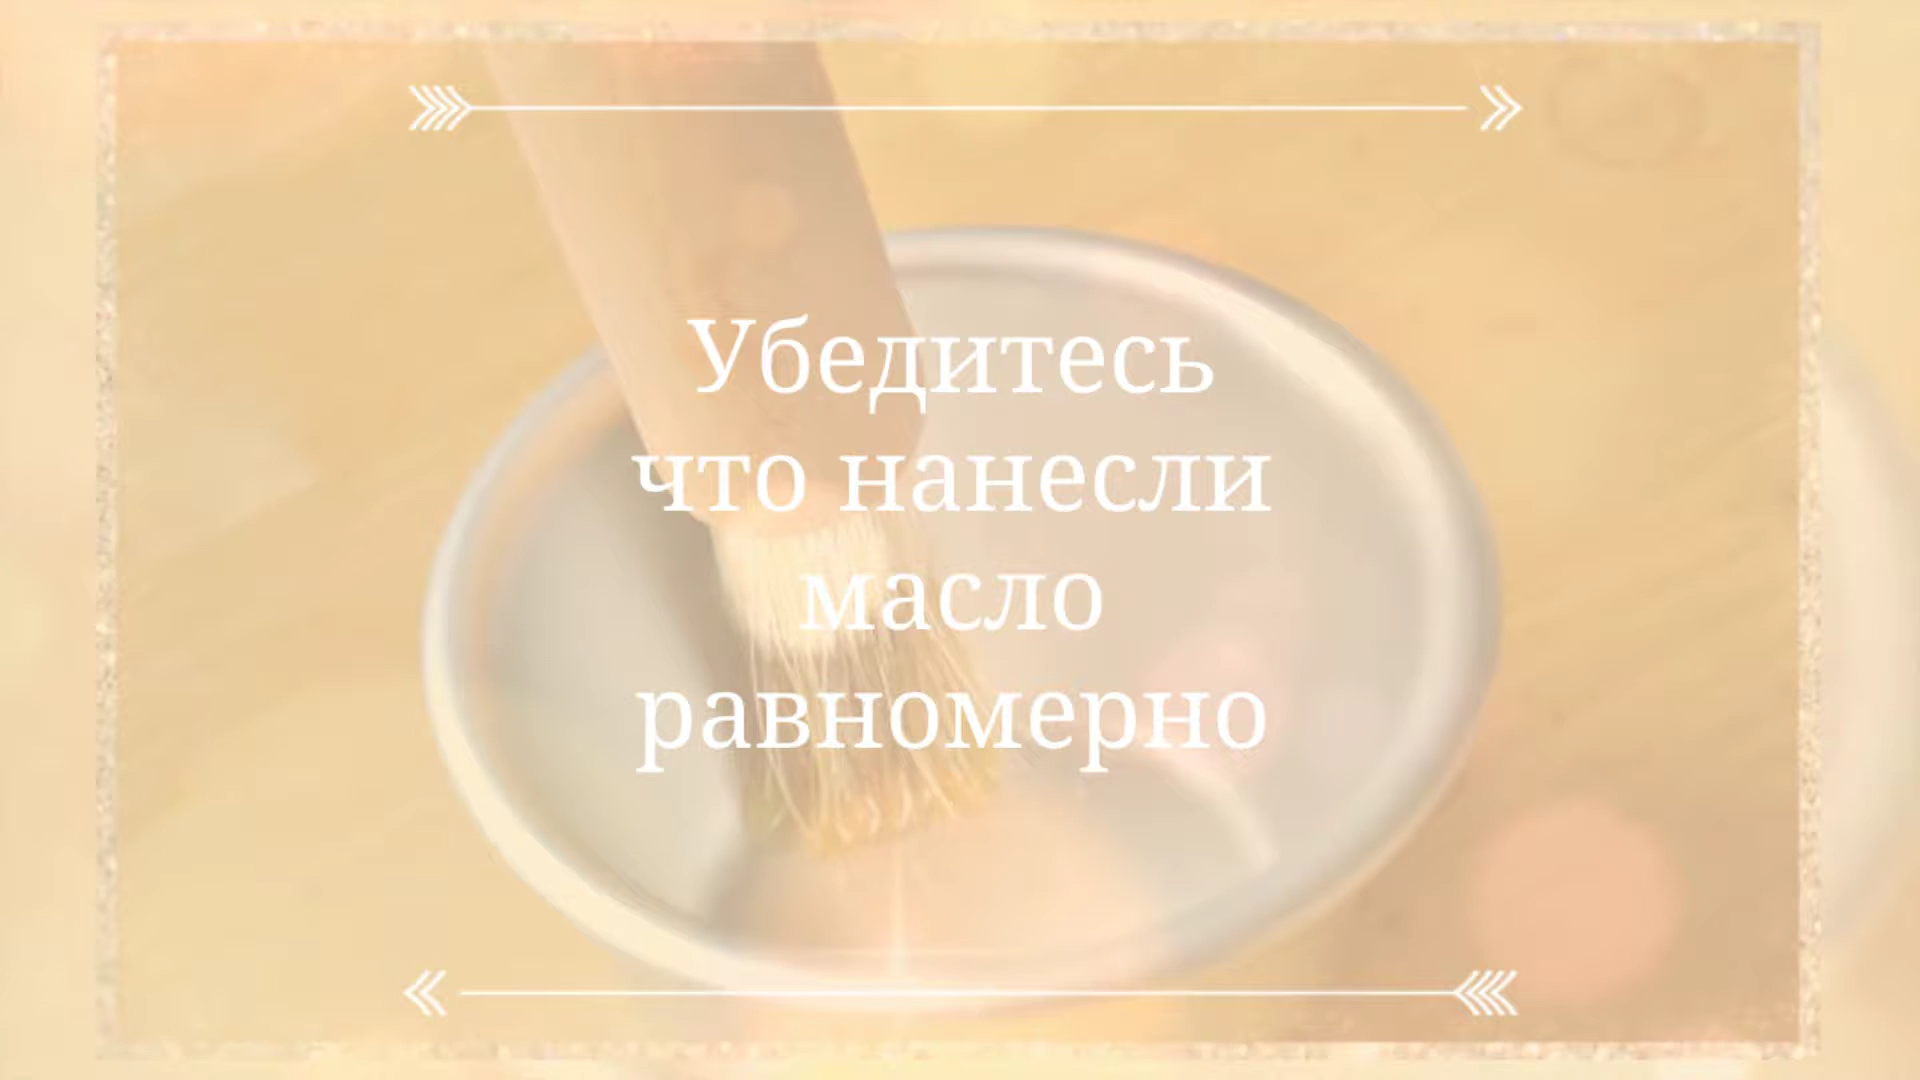 Убедитесь
что нанесли
масло
равномерно